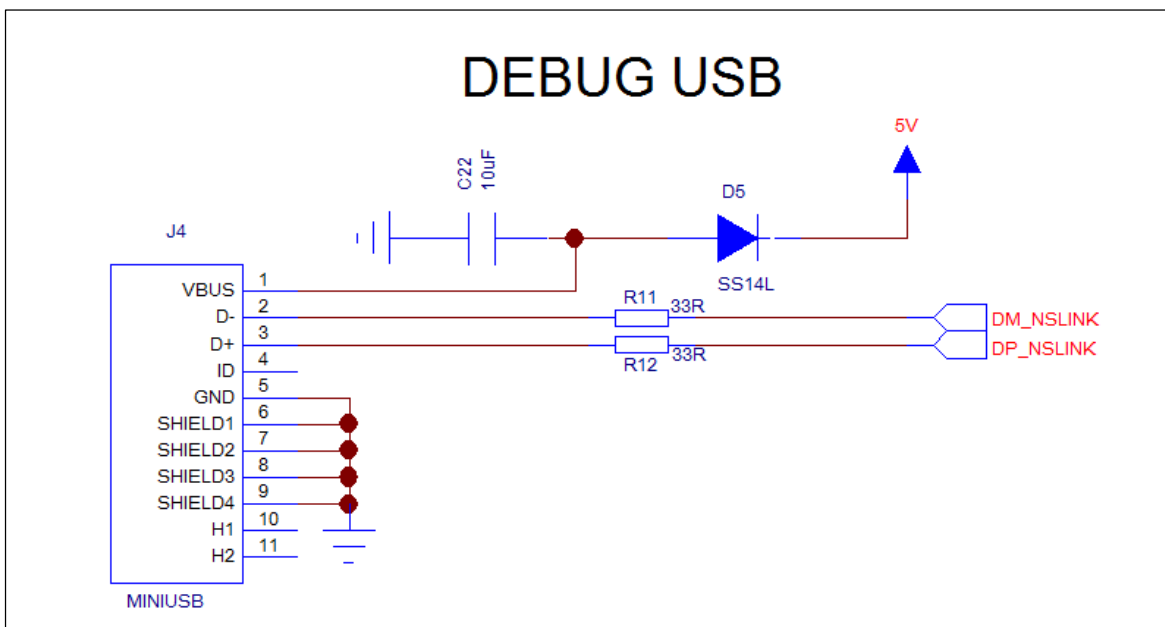 DEBUG USB
5V
C22
10uF
D5
J4
SS14L
VBUS 1
D- 2
R11 33R
DM_NSLINK
D+ 3
R12 33R
DP_NSLINK
ID 4
GND 5
SHIELD1 6
SHIELD2 7
SHIELD3 8
SHIELD4 9
H1 10
H2 11
MINIUSB